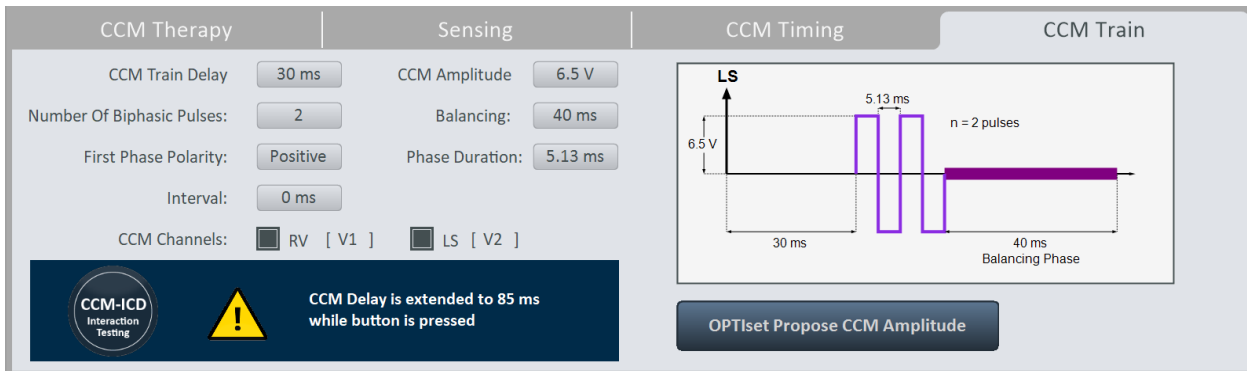 CCM Therapy
Sensing
CCM Timing
CCM Train
CCM Train Delay 30 ms CCM Amplitude 6.5 V
Number Of Biphasic Pulses: 2 Balancing: 40 ms
First Phase Polarity: Positive Phase Duration: 5.13 ms
Interval: 0 ms
CCM Channels: RV [ V1 ] LS [ V2 ]
CCM-ICD
Interaction
Testing
!
CCM Delay is extended to 85 ms
while button is pressed
LS
5.13 ms
n = 2 pulses
6.5 V
30 ms
40 ms
Balancing Phase
OPTIset Propose CCM Amplitude